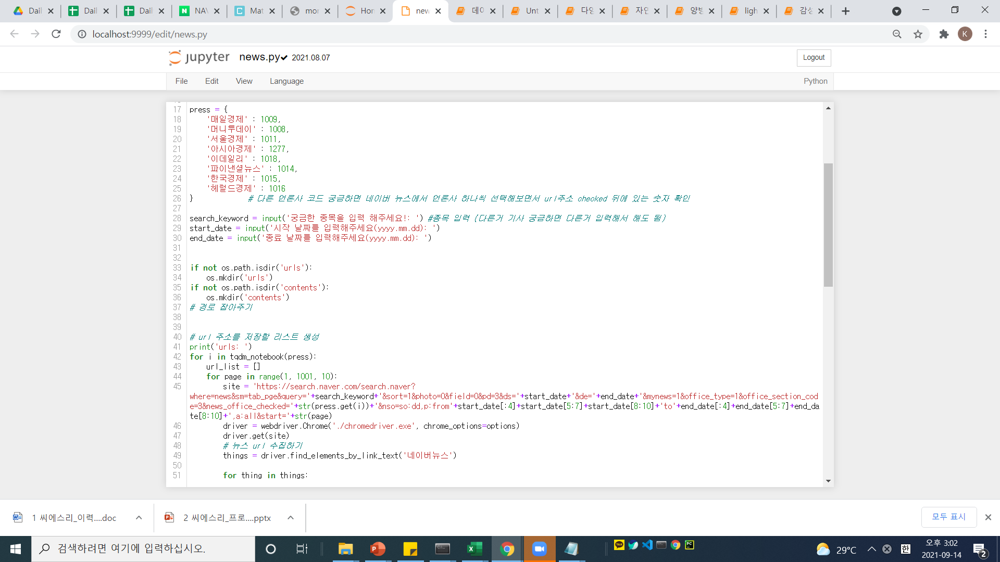 Dail
Dail
Dail
NAV
Mat
mor
Hon
new
데이
Unt
다양
자연
양방
ligh
감성
localhost:9999/edit/news.py
K
jupyter news.py 2021.08.07
Logout
File Edit View Language Python
17 press = {
18 '매일경제' : 1009,
19 '머니투데이' : 1008,
20 '서울경제' : 1011,
21 '아시아경제' : 1277,
22 '이데일리' : 1018,
23 '파이낸셜뉴스' : 1014,
24 '한국경제' : 1015,
25 '헤럴드경제' : 1016
26 } # 다른 언론사 코드 궁금하면 네이버 뉴스에서 언론사 하나씩 선택해보면서 url주소 checked 뒤에 있는 숫자 확인
27
28 search_keyword = input('궁금한 종목을 입력 해주세요!: ') #종목 입력 (다른거 기사 궁금하면 다른거 입력해서 해도 됨)
29 start_date = input('시작 날짜를 입력해주세요(yyyy.mm.dd): ')
30 end_date = input('종료 날짜를 입력해주세요(yyyy.mm.dd): ')
31
32
33 if not os.path.isdir('urls'):
34 os.mkdir('urls')
35 if not os.path.isdir('contents'):
36 os.mkdir('contents')
37 # 경로 잡아주기
38
39
40 # url 주소를 저장할 리스트 생성
41 print('urls: ')
42 for i in tqdm_notebook(press):
43 url_list = []
44 for page in range(1, 1001, 10):
45 site = 'https://search.naver.com/search.naver?
where=news&sm=tab_pge&query='+search_keyword+'&sort=1&photo=0&field=0&pd=3&ds='+start_date+'&de='+end_date+'&mynews=1&office_type=1&office_section_cod
e=3&news_office_checked='+str(press.get(i))+'&nso=so:dd,p:from'+start_date[:4]+start_date[5:7]+start_date[8:10]+'to'+end_date[:4]+end_date[5:7]+end_da
te[8:10]+',a:all&start='+str(page)
46 driver = webdriver.Chrome('./chromedriver.exe', chrome_options=options)
47 driver.get(site)
48 # 뉴스 url 수집하기
49 things = driver.find_elements_by_link_text('네이버뉴스')
50
51 for thing in things:
1 씨에스리_이력....doc
2 씨에스리_프로....pptx
모두 표시
검색하려면 여기에 입력하십시오.
29°C
한
오후 3:02
2021-09-14
2